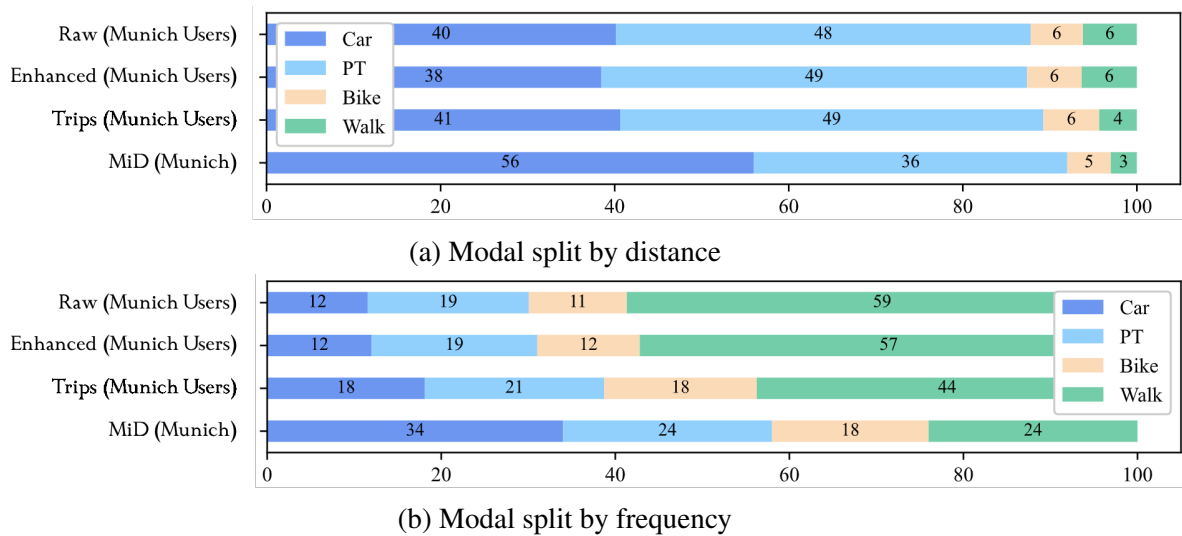 Raw (Munich Users) 40 48 6 6
Enhanced (Munich Users) 38 49 6 6
Trips (Munich Users) 41 49 6 4
MiD (Munich) 56 36 5 3
Car
PT
Bike
Walk
0 20 40 60 80 100
(a) Modal split by distance
Raw (Munich Users) 12 19 11 59
Enhanced (Munich Users) 12 19 12 57
Trips (Munich Users) 18 21 18 44
MiD (Munich) 34 24 18 24
Car
PT
Bike
Walk
0 20 40 60 80 100
(b) Modal split by frequency